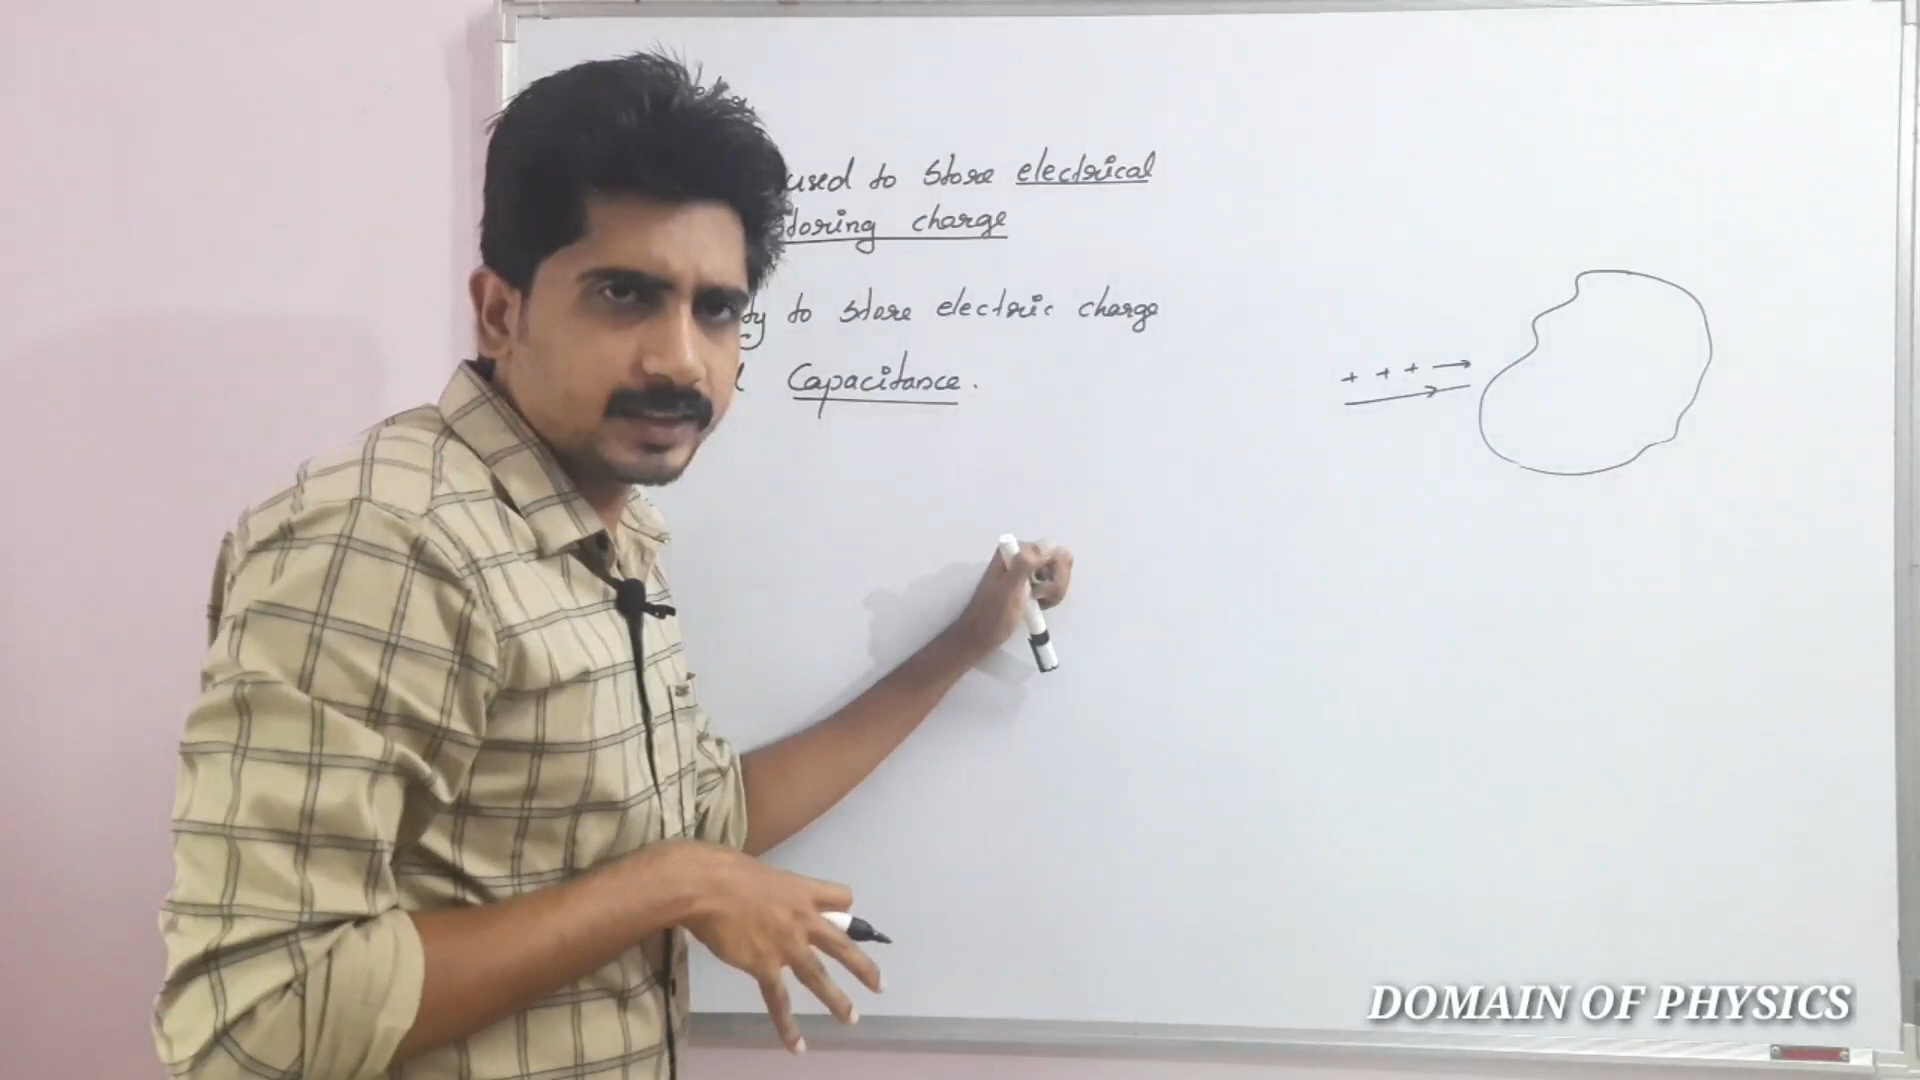 used to store electrical
storing charge
to store electric charge
Capacitance.
+ + +
DOMAIN OF PHYSICS